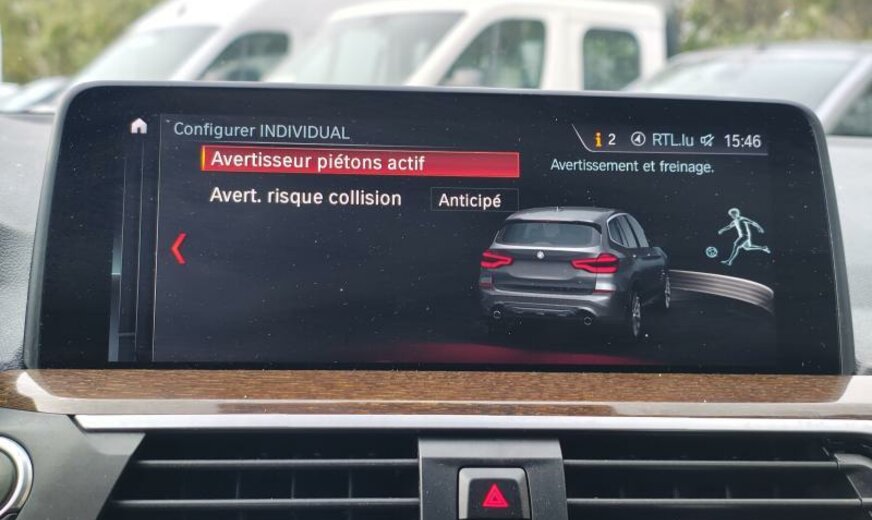 Configurer INDIVIDUAL
i 2 RTL.lu 15:46
Avertisseur piétons actif
Avertissement et freinage.
Avert. risque collision Anticipé